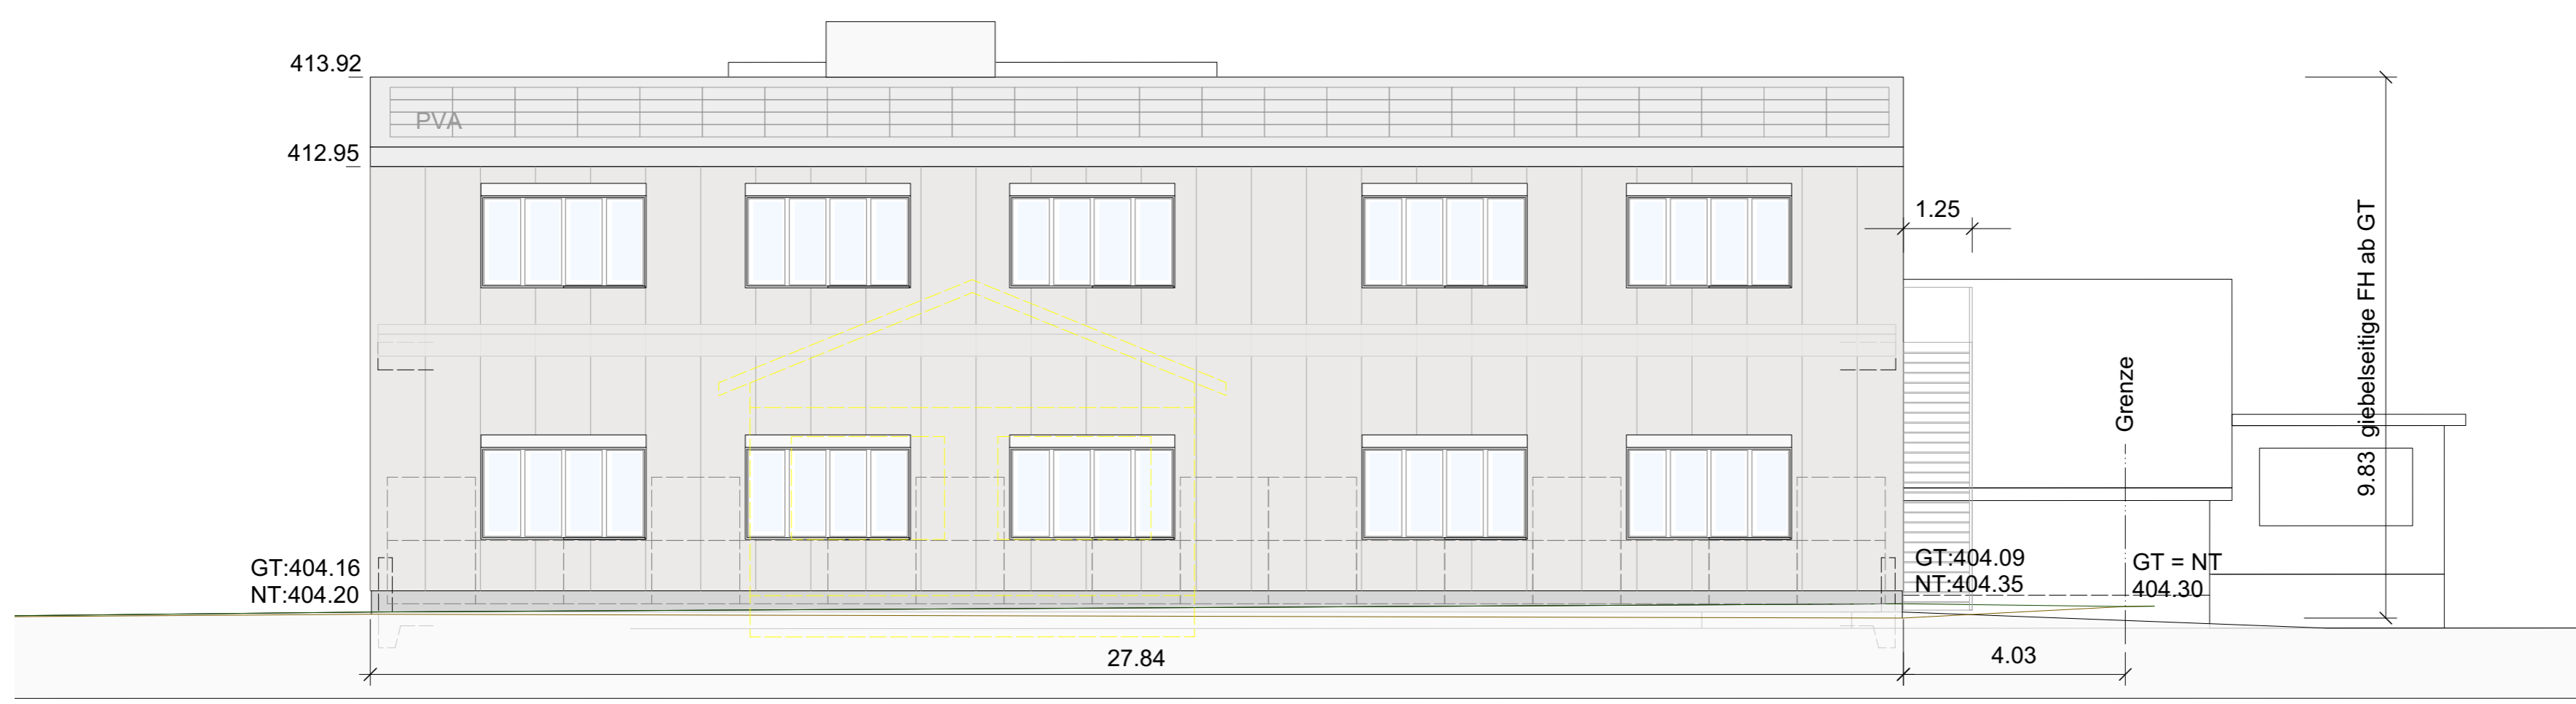 413.92
PVA
412.95
1.25
9.83 giebelseitige FH ab GT
Grenze
GT:404.16
NT:404.20
GT:404.09
NT:404.35
GT = NT
404.30
27.84
4.03